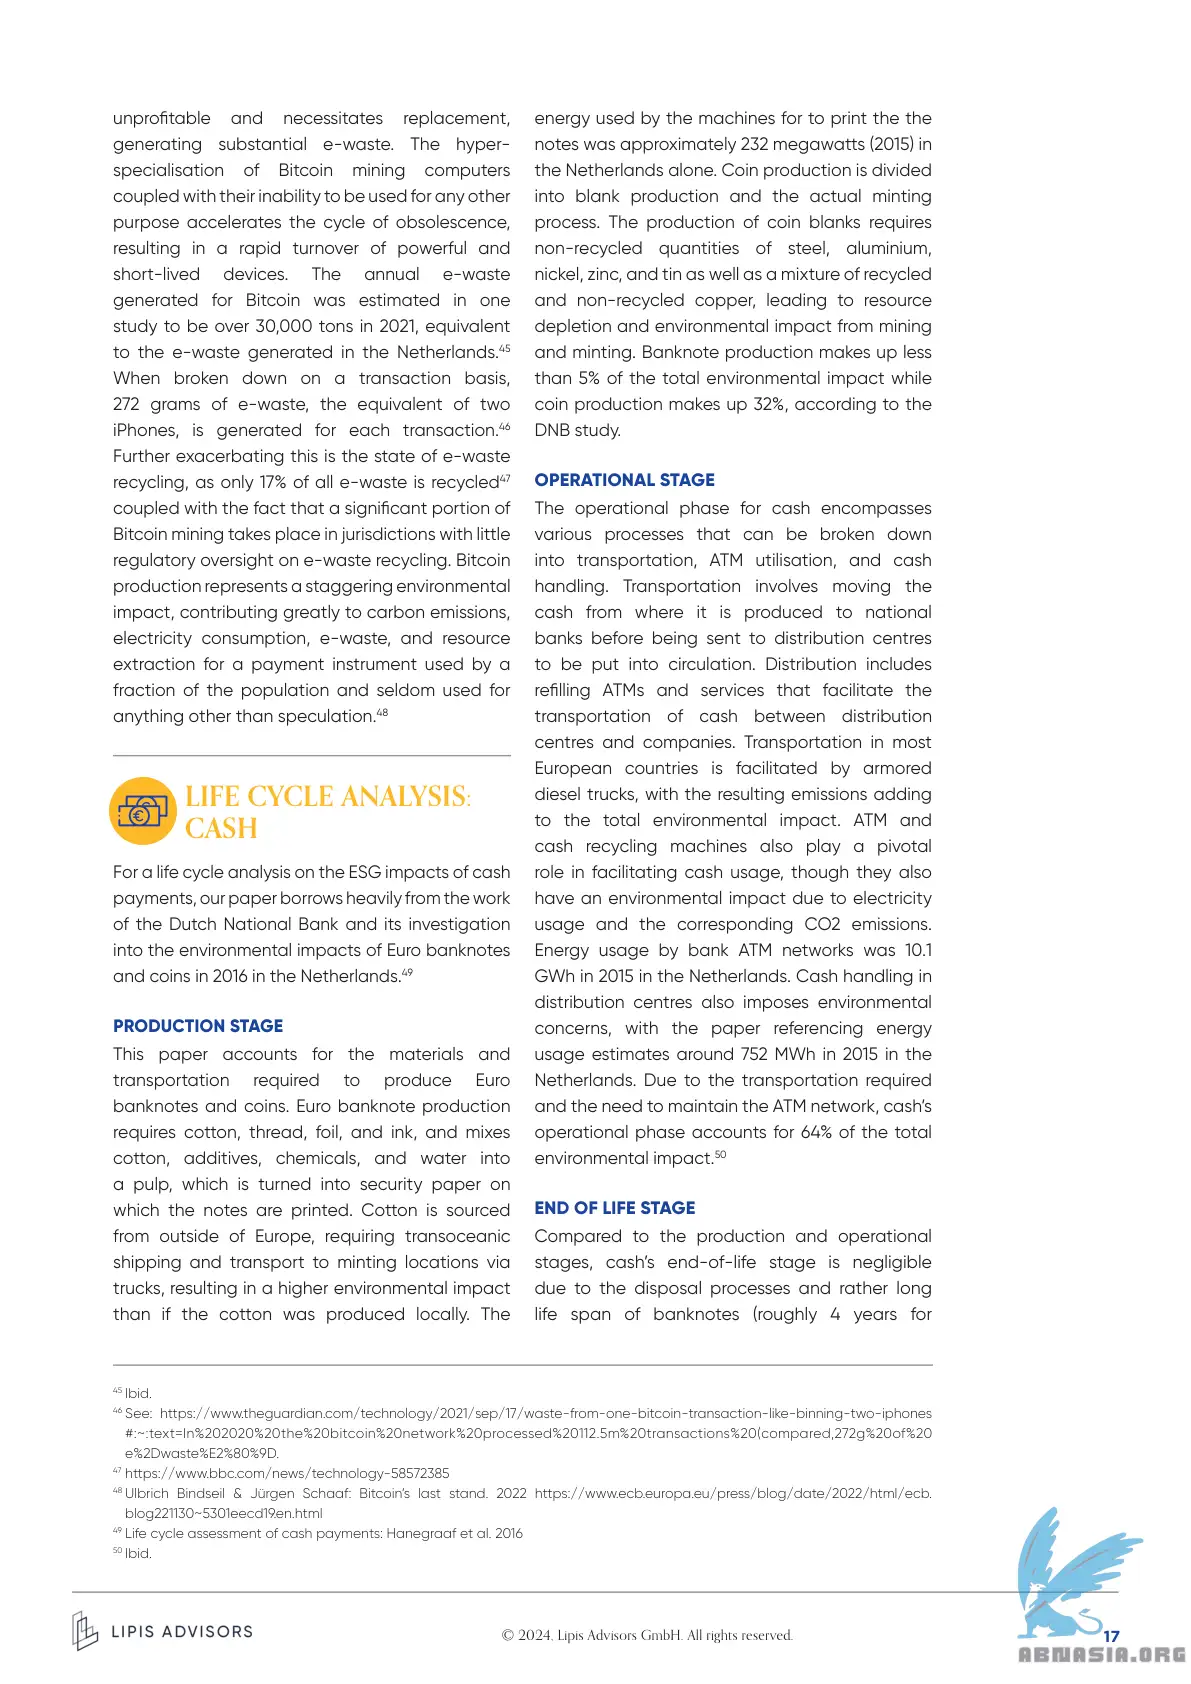 unprofitable and necessitates replacement,
generating substantial e-waste. The hyper-
specialisation of Bitcoin mining computers
coupled with their inability to be used for any other
purpose accelerates the cycle of obsolescence,
resulting in a rapid turnover of powerful and
short-lived devices. The annual e-waste
generated for Bitcoin was estimated in one
study to be over 30,000 tons in 2021, equivalent
to the e-waste generated in the Netherlands.45
When broken down on a transaction basis,
272 grams of e-waste, the equivalent of two
iPhones, is generated for each transaction.46
Further exacerbating this is the state of e-waste
recycling, as only 17% of all e-waste is recycled47
coupled with the fact that a significant portion of
Bitcoin mining takes place in jurisdictions with little
regulatory oversight on e-waste recycling. Bitcoin
production represents a staggering environmental
impact, contributing greatly to carbon emissions,
electricity consumption, e-waste, and resource
extraction for a payment instrument used by a
fraction of the population and seldom used for
anything other than speculation.48
LIFE CYCLE ANALYSIS:
CASH
For a life cycle analysis on the ESG impacts of cash
payments, our paper borrows heavily from the work
of the Dutch National Bank and its investigation
into the environmental impacts of Euro banknotes
and coins in 2016 in the Netherlands.49
PRODUCTION STAGE
This paper accounts for the materials and
transportation required to produce Euro
banknotes and coins. Euro banknote production
requires cotton, thread, foil, and ink, and mixes
cotton, additives, chemicals, and water into
a pulp, which is turned into security paper on
which the notes are printed. Cotton is sourced
from outside of Europe, requiring transoceanic
shipping and transport to minting locations via
trucks, resulting in a higher environmental impact
than if the cotton was produced locally. The
energy used by the machines for to print the the
notes was approximately 232 megawatts (2015) in
the Netherlands alone. Coin production is divided
into blank production and the actual minting
process. The production of coin blanks requires
non-recycled quantities of steel, aluminium,
nickel, zinc, and tin as well as a mixture of recycled
and non-recycled copper, leading to resource
depletion and environmental impact from mining
and minting. Banknote production makes up less
than 5% of the total environmental impact while
coin production makes up 32%, according to the
DNB study.
OPERATIONAL STAGE
The operational phase for cash encompasses
various processes that can be broken down
into transportation, ATM utilisation, and cash
handling. Transportation involves moving the
cash from where it is produced to national
banks before being sent to distribution centres
to be put into circulation. Distribution includes
refilling ATMs and services that facilitate the
transportation of cash between distribution
centres and companies. Transportation in most
European countries is facilitated by armored
diesel trucks, with the resulting emissions adding
to the total environmental impact. ATM and
cash recycling machines also play a pivotal
role in facilitating cash usage, though they also
have an environmental impact due to electricity
usage and the corresponding CO2 emissions.
Energy usage by bank ATM networks was 10.1
GWh in 2015 in the Netherlands. Cash handling in
distribution centres also imposes environmental
concerns, with the paper referencing energy
usage estimates around 752 MWh in 2015 in the
Netherlands. Due to the transportation required
and the need to maintain the ATM network, cash's
operational phase accounts for 64% of the total
environmental impact.50
END OF LIFE STAGE
Compared to the production and operational
stages, cash's end-of-life stage is negligible
due to the disposal processes and rather long
life span of banknotes (roughly 4 years for
45 Ibid.
46 See: https://www.theguardian.com/technology/2021/sep/17/waste-from-one-bitcoin-transaction-like-binning-two-iphones
#:~:text=In%202020%20the%20bitcoin%20network%20processed%20112.5m%20transactions%20(compared,272g%20of%20
e%2Dwaste%E2%80%9D.
47 https://www.bbc.com/news/technology-58572385
48 Ulbrich Bindseil & Jürgen Schaaf: Bitcoin's last stand. 2022 https://www.ecb.europa.eu/press/blog/date/2022/html/ecb.
blog221130~5301eecd19.en.html
49 Life cycle assessment of cash payments: Hanegraaf et al. 2016
50 Ibid.
LIPIS ADVISORS
© 2024, Lipis Advisors GmbH. All rights reserved.
17
ABNASIA.ORG